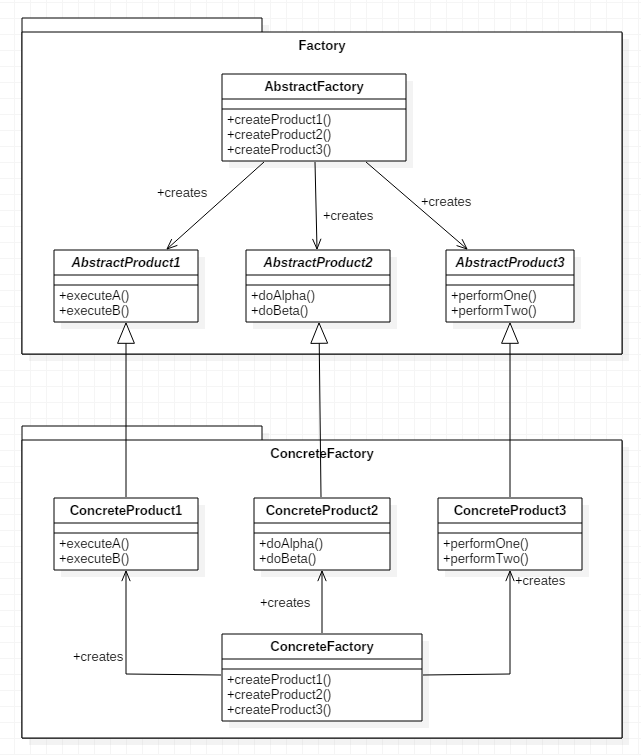 Factory
AbstractFactory
+createProduct1()
+createProduct2()
+createProduct3()
+creates
+creates
+creates
AbstractProduct1
+executeA()
+executeB()
AbstractProduct2
+doAlpha()
+doBeta()
AbstractProduct3
+performOne()
+performTwo()
ConcreteFactory
ConcreteProduct1
+executeA()
+executeB()
ConcreteProduct2
+doAlpha()
+doBeta()
ConcreteProduct3
+performOne()
+performTwo()
+creates
+creates
+creates
ConcreteFactory
+createProduct1()
+createProduct2()
+createProduct3()